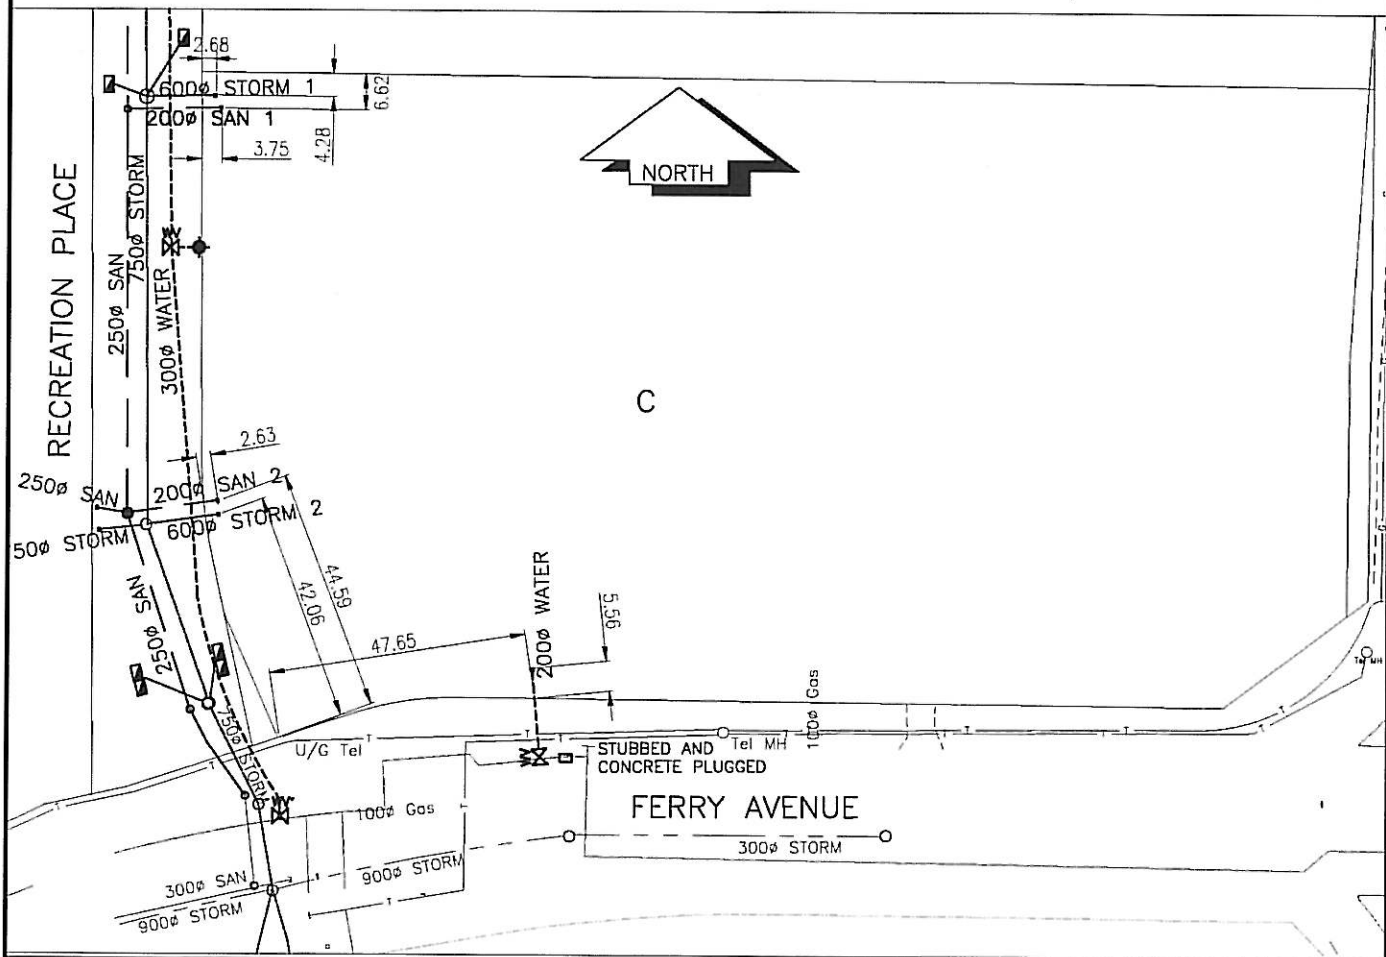 2.68
600ø STORM 1
6.62
200ø SAN 1
4.28
3.75
NORTH
RECREATION PLACE
250ø SAN
750ø STORM
WV
300ø WATER
C
2.63
250ø SAN
200ø SAN 2
600ø STORM 2
50ø STORM
44.59
42.06
250ø SAN
200ø WATER
5.56
47.65
100ø Gas
Tel MH
U/G Tel
T
T
T
T
T
T
T
T
Tel MH
STUBBED AND
CONCRETE PLUGGED
750ø STORM
WV
100ø Gas
FERRY AVENUE
300ø STORM
300ø SAN
900ø STORM
900ø STORM
T
G